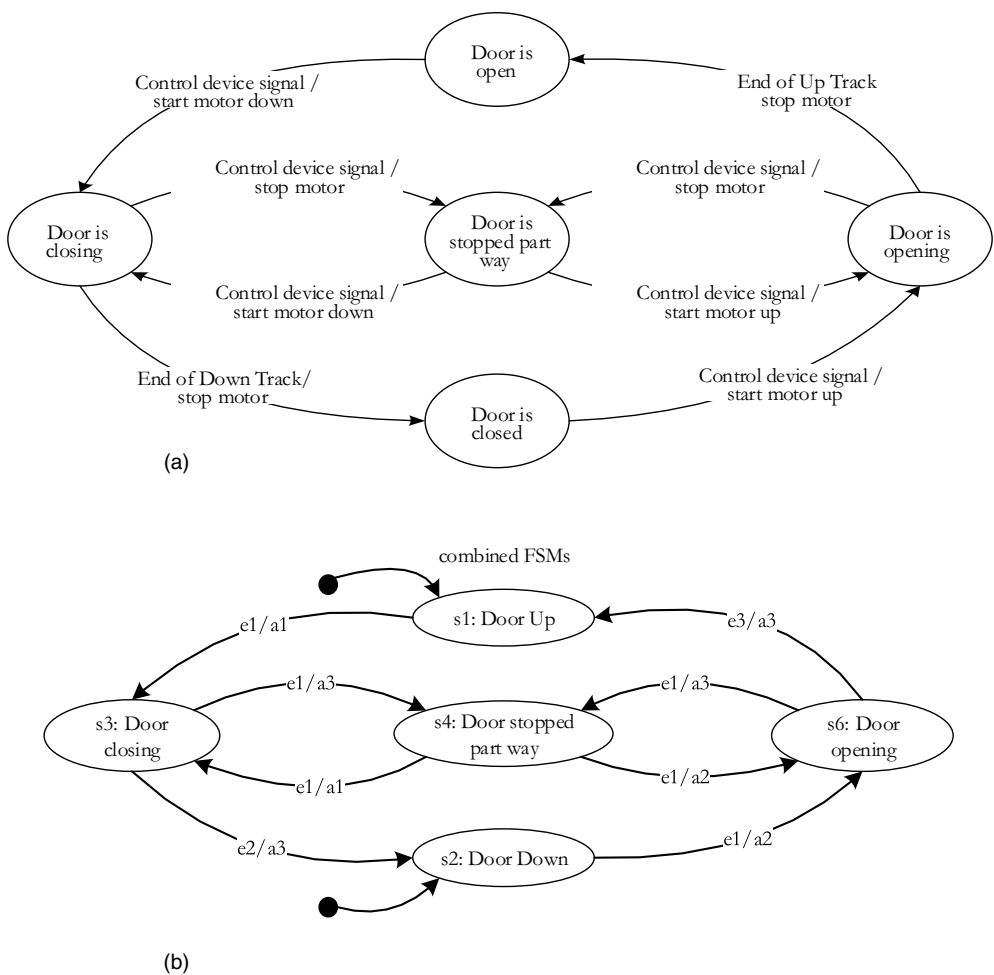 Door is
open
Control device signal /
start motor down
End of Up Track
stop motor
Control device signal /
stop motor
Control device signal /
stop motor
Door is
closing
Door is
stopped part
way
Door is
opening
Control device signal /
start motor down
Control device signal /
start motor up
End of Down Track/
stop motor
Control device signal /
start motor up
Door is
closed
(a)
combined FSMs
s1: Door Up
e1/a1
e3/a3
e1/a3
e1/a3
s3: Door
closing
s4: Door stopped
part way
s6: Door
opening
e1/a1
e1/a2
e2/a3
e1/a2
s2: Door Down
(b)